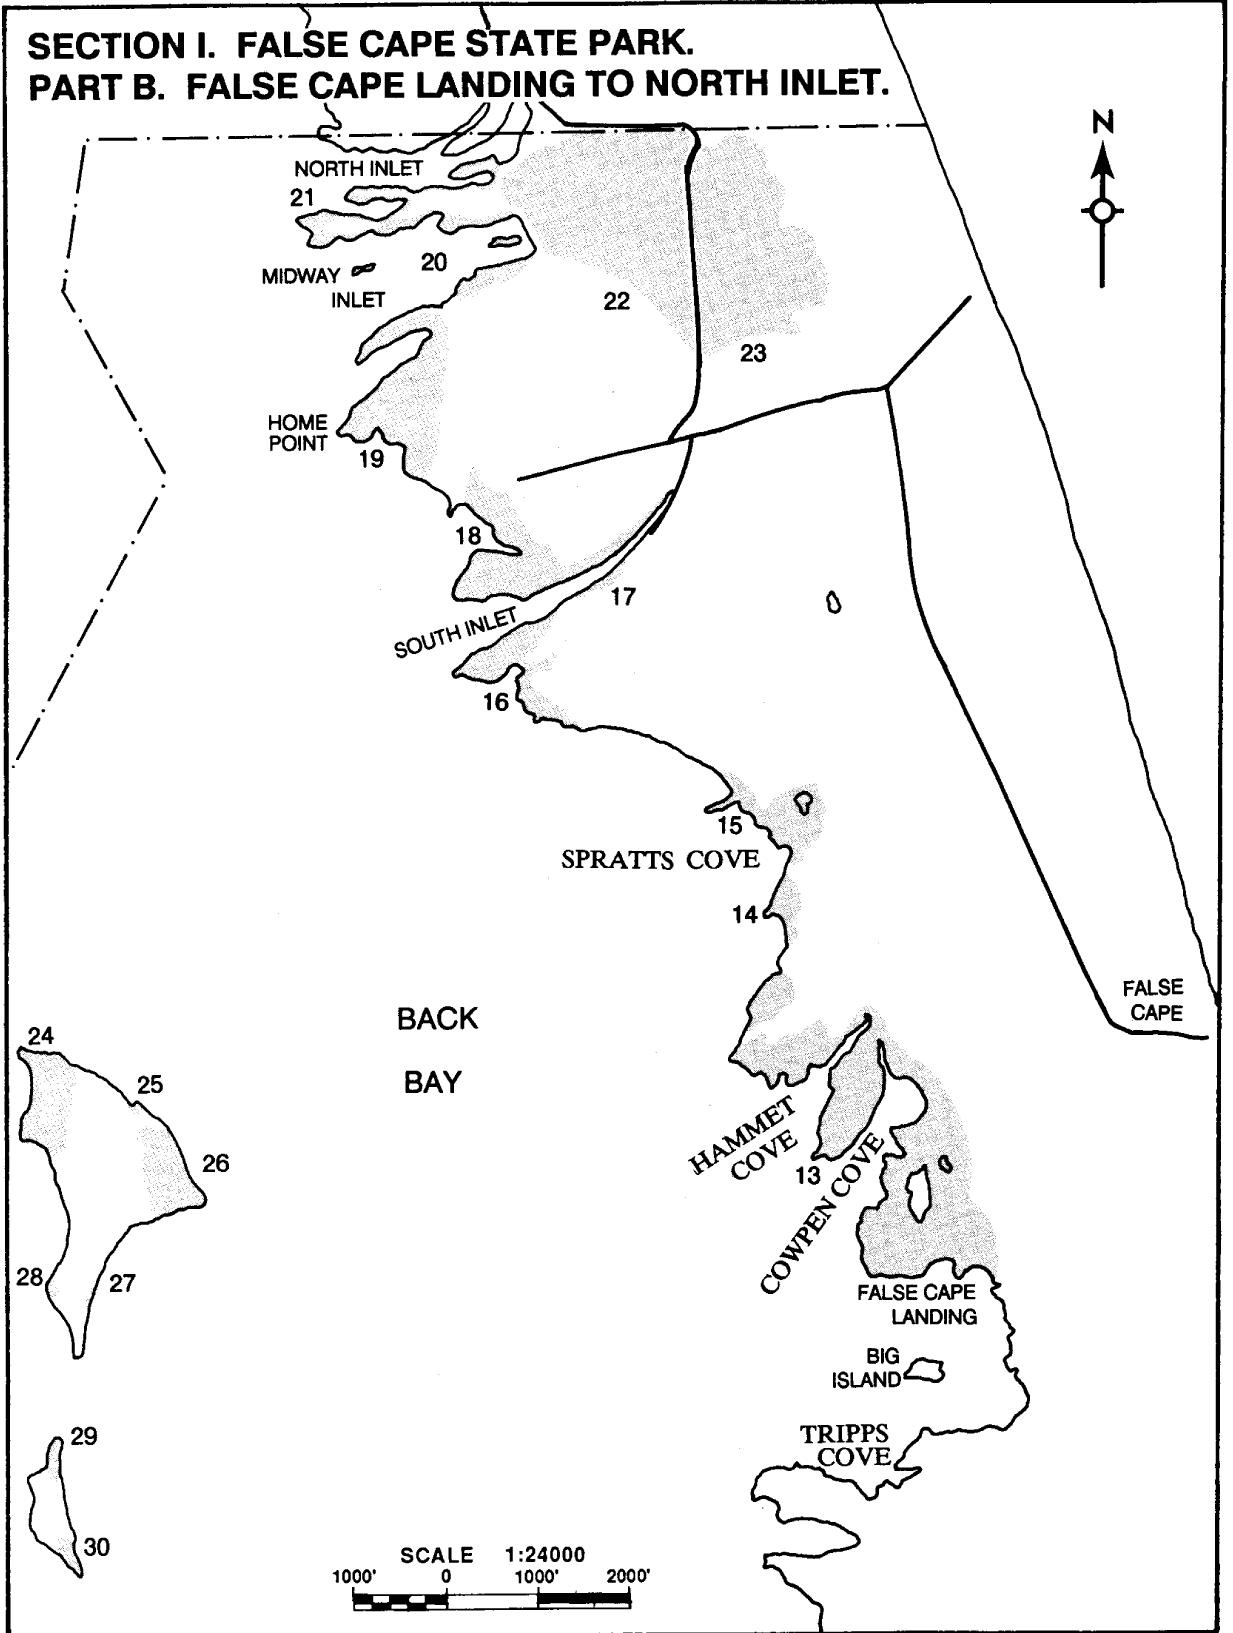 SECTION I. FALSE CAPE STATE PARK.
PART B. FALSE CAPE LANDING TO NORTH INLET.
N
NORTH INLET
21
20
MIDWAY
INLET
22
23
HOME
POINT
19
18
17
SOUTH INLET
16
15
SPRATTS COVE
14
FALSE
CAPE
BACK
BAY
24
25
26
HAMMET
COVE
13
COWPEN COVE
28
27
FALSE CAPE
LANDING
BIG
ISLAND
TRIPPS
COVE
29
30
SCALE 1:24000
1000' 0 1000' 2000'